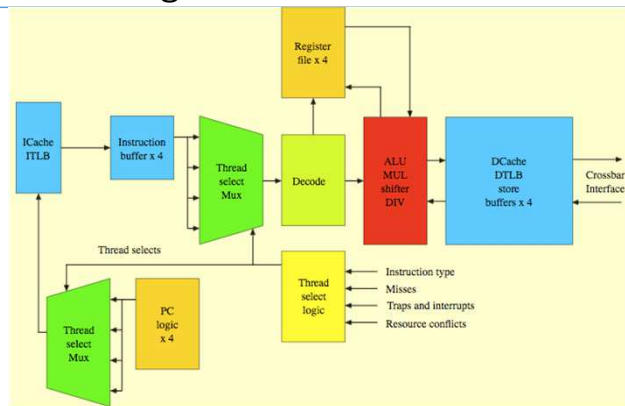 Register
file x 4
ICache
ITLB
Instruction
buffer x 4
Thread
select
Mux
Decode
ALU
MUL
shifter
DIV
DCache
DTLB
store
buffers x 4
Crossbar
Interface
Thread selects
Thread
select
logic
Instruction type
Misses
Traps and interrupts
Resource conflicts
Thread
select
Mux
PC
logic
x 4